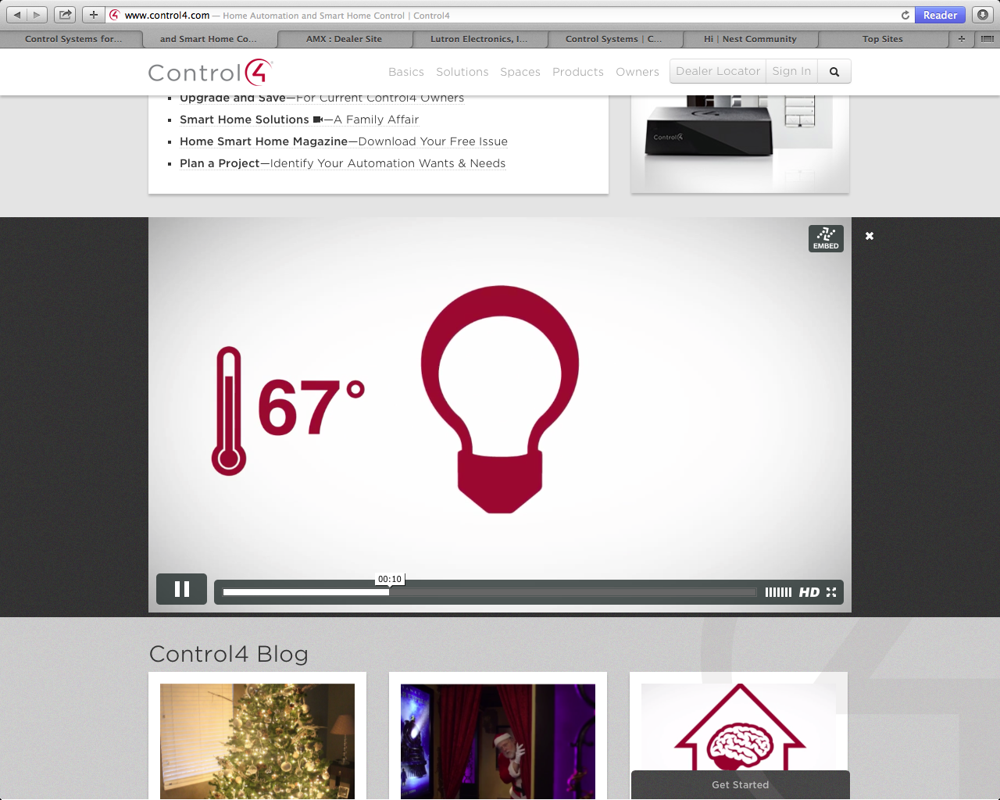 www.control4.com — Home Automation and Smart Home Control | Control4
Reader
Control Systems for...
and Smart Home Co...
AMX : Dealer Site
Lutron Electronics, I...
Control Systems | C...
Hi | Nest Community
Top Sites
Control4
Basics
Solutions
Spaces
Products
Owners
Dealer Locator
Sign In
Upgrade and Save—For Current Control4 Owners
Smart Home Solutions —A Family Affair
Home Smart Home Magazine—Download Your Free Issue
Plan a Project—Identify Your Automation Wants & Needs
Control4
EMBED
67°
00:10
HD
Control4 Blog
Get Started